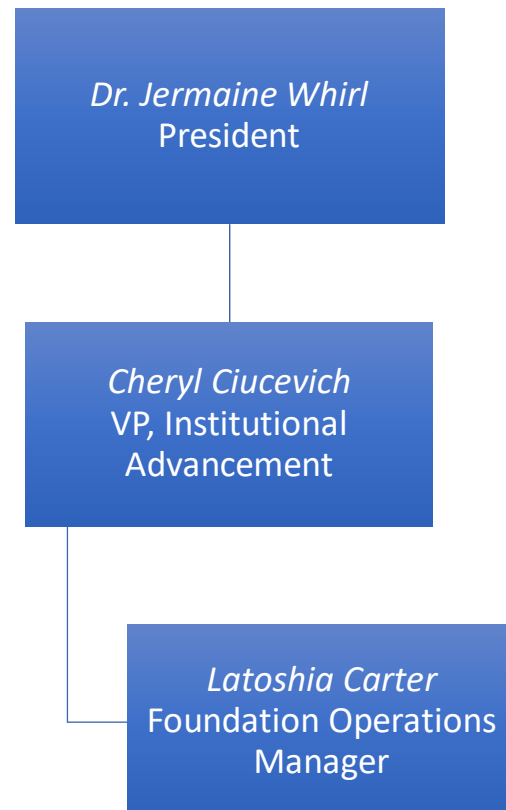 Dr. Jermaine Whirl
President
Cheryl Ciucevich
VP, Institutional
Advancement
Latoshia Carter
Foundation Operations
Manager